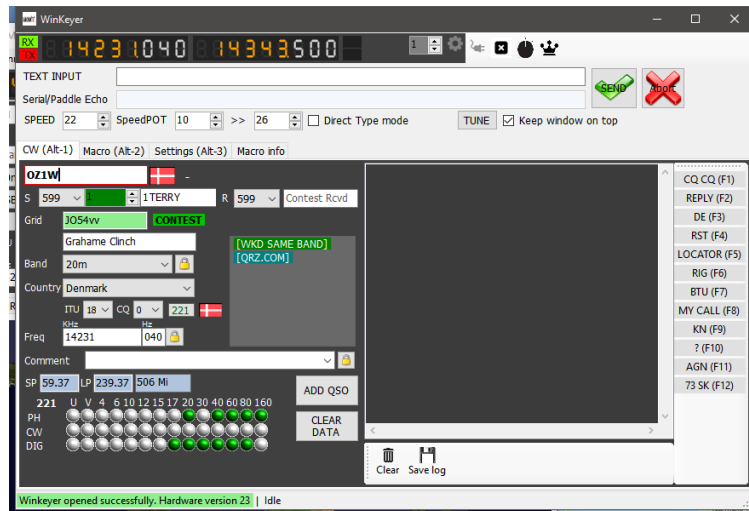 WinKeyer
RX 14231.040 14343.500 1
TX
TEXT INPUT
SEND Abort
Serial/Paddle Echo
SPEED 22 SpeedPOT 10 >> 26 Direct Type mode TUNE Keep window on top
CW (Alt-1) Macro (Alt-2) Settings (Alt-3) Macro info
OZ1W -
S 599 1 1TERRY R 599 Contest Rcvd
Grid JO54vv CONTEST
Grahame Clinch
[WKD SAME BAND]
[QRZ.COM]
Band 20m
Country Denmark
ITU 18 CQ 0 221
KHz Hz
Freq 14231 040
Comment
SP 59.37 LP 239.37 506 Mi
ADD QSO
221 U V 4 6 10 12 15 17 20 30 40 60 80 160
PH
CW
DIG
CLEAR
DATA
Clear Save log
CQ CQ (F1)
REPLY (F2)
DE (F3)
RST (F4)
LOCATOR (F5)
RIG (F6)
BTU (F7)
MY CALL (F8)
KN (F9)
? (F10)
AGN (F11)
73 SK (F12)
Winkeyer opened successfully. Hardware version 23 | Idle